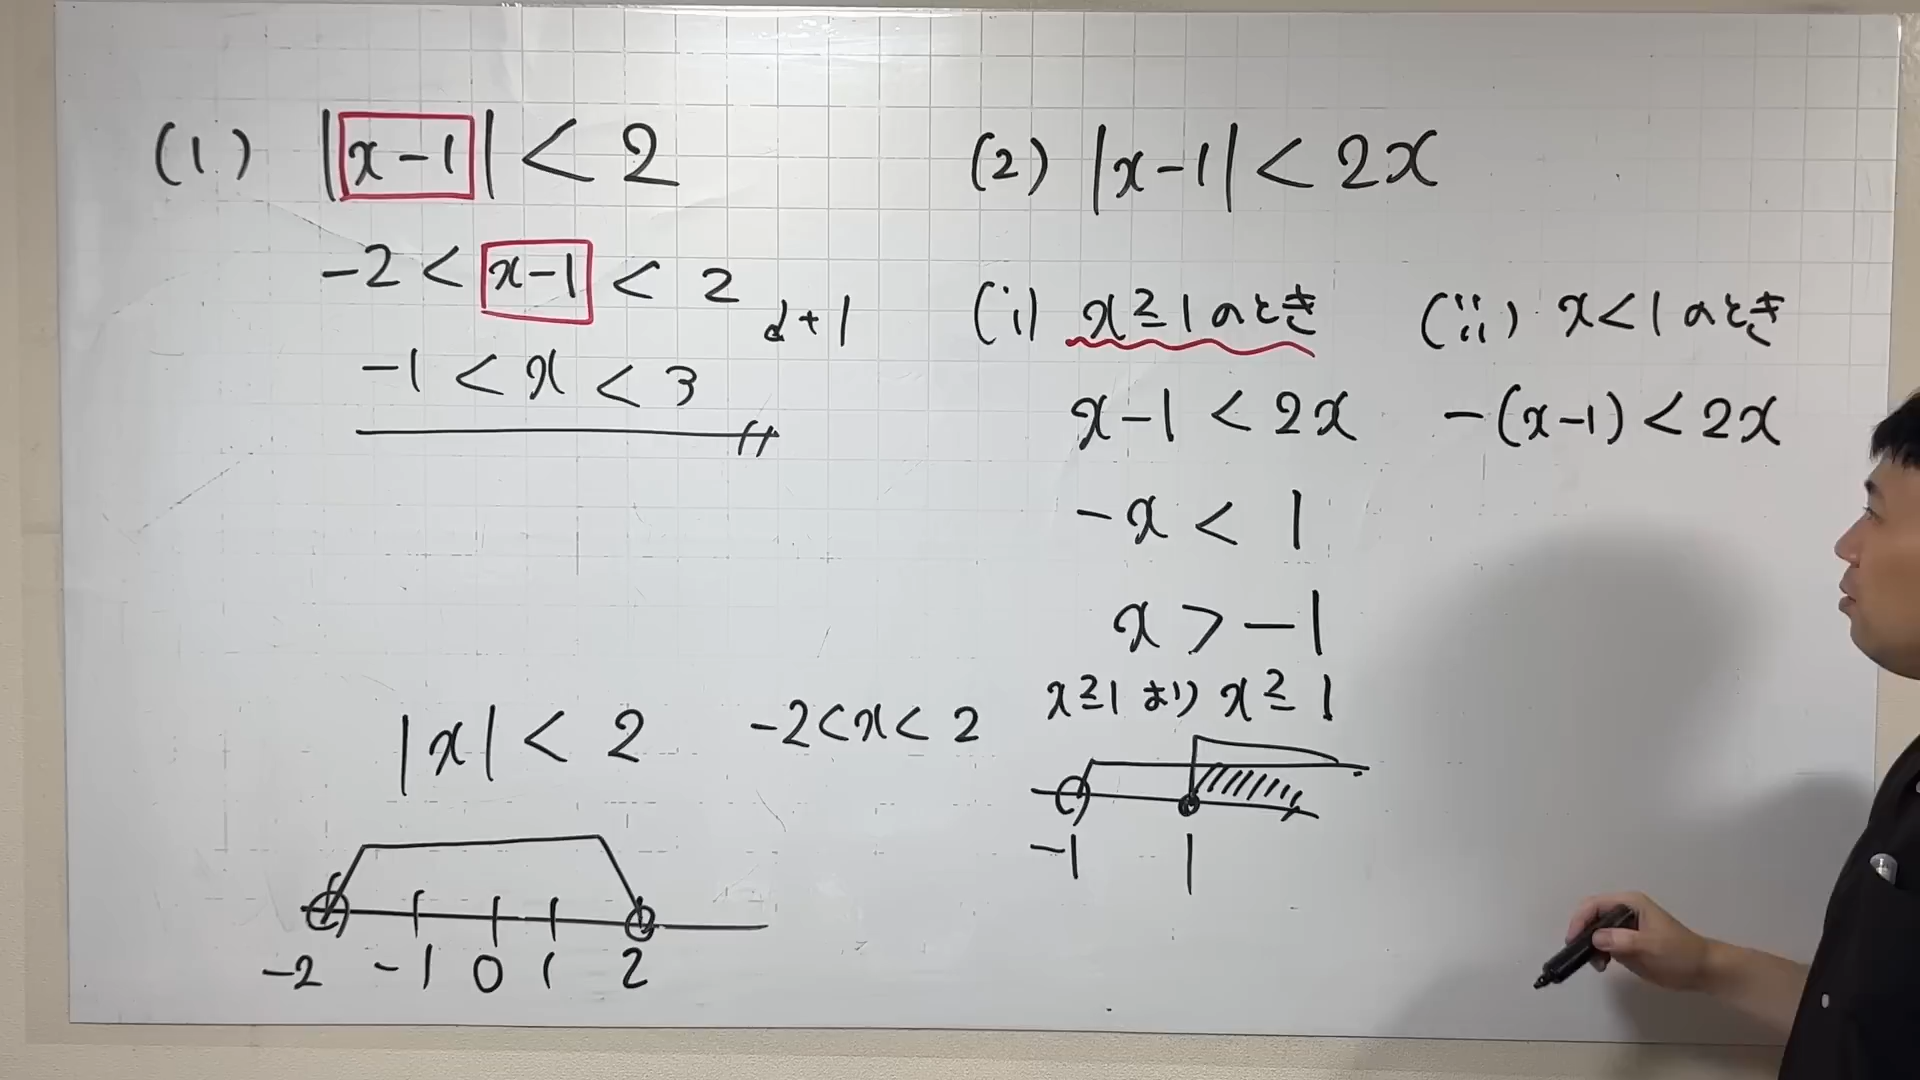 (1) |x-1| < 2
-2 < x-1 < 2
↓+1
-1 < x < 3
|x| < 2 -2<x<2
-2 -1 0 1 2
(2) |x-1| < 2x
(i) x≧1のとき
x-1 < 2x
-x < 1
x > -1
x≧1より x≧1
-1 1
(ii) x<1のとき
-(x-1) < 2x